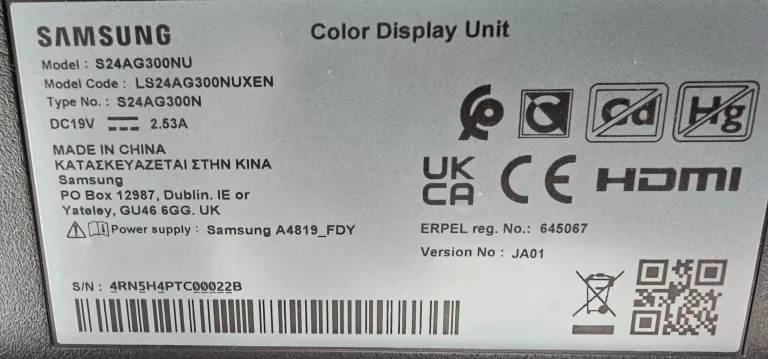 SAMSUNG
Color Display Unit
Model : S24AG300NU
Model Code : LS24AG300NUXEN
Type No. : S24AG300N
DC19V 2.53A
Cd Hg
MADE IN CHINA
ΚΑΤΑΣΚΕΥΑΖΕΤΑΙ ΣΤΗΝ ΚΙΝΑ
Samsung
PO Box 12987, Dublin. IE or
Yateley, GU46 6GG. UK
Power supply : Samsung A4819_FDY
UK
CA CE HDMI
ERPEL reg. No.: 645067
Version No : JA01
S/N : 4RN5H4PTC00022B